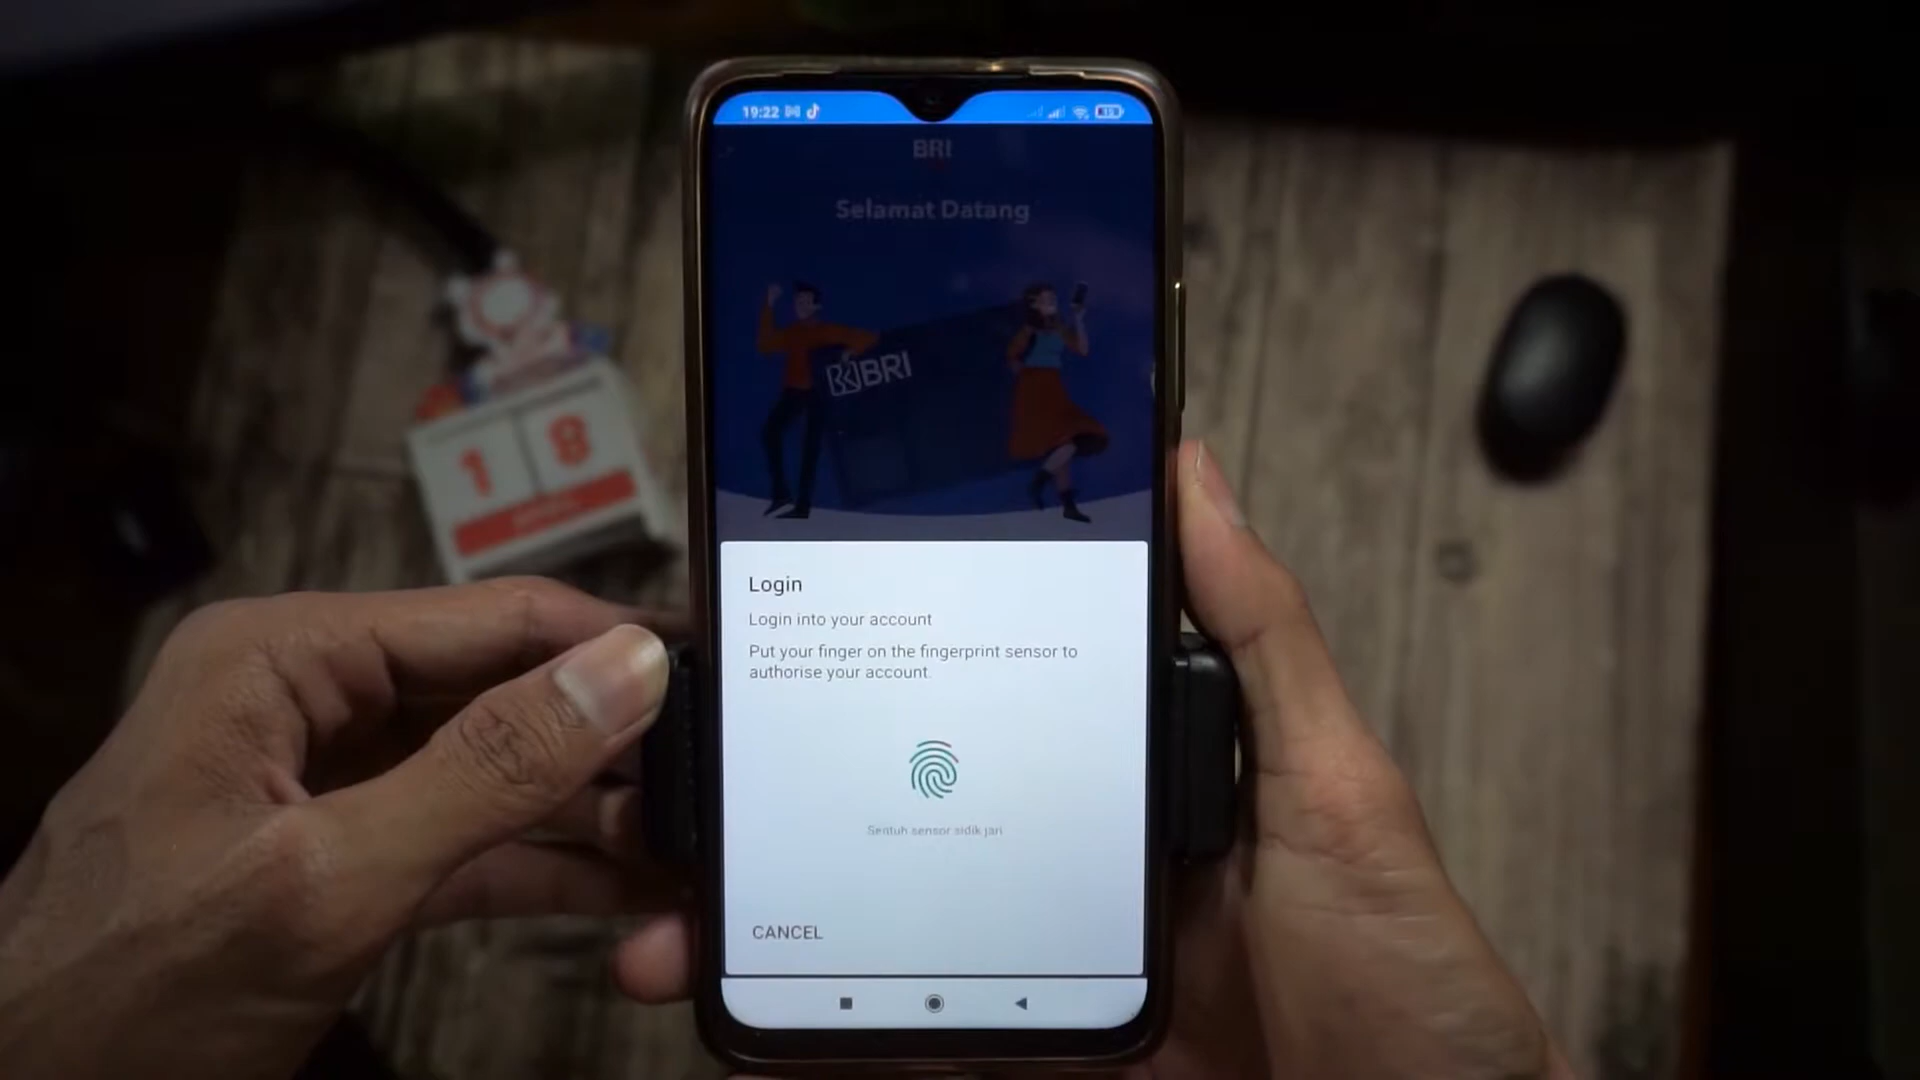 19:22
BRI
Selamat Datang
BRI
1 8
Login
Login into your account
Put your finger on the fingerprint sensor to
authorise your account.
Sentuh sensor sidik jari
CANCEL